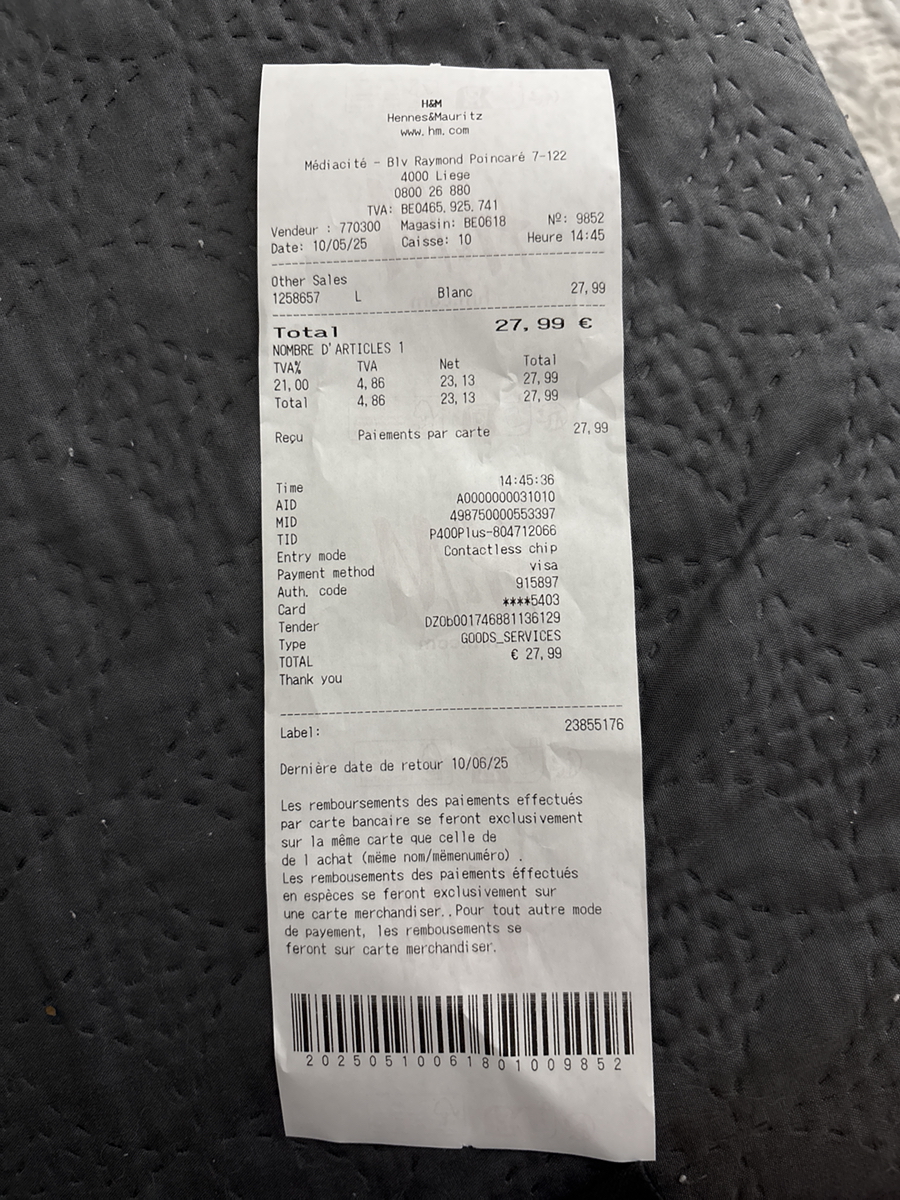 H&M
Hennes&Mauritz
www.hm.com
Médiacité - Blv Raymond Poincaré 7-122
4000 Liege
0800 26 880
TVA: BE0465.925.741
Vendeur : 770300 Magasin: BE0618 Nº: 9852
Date: 10/05/25 Caisse: 10 Heure 14:45
Other Sales
1258657 L Blanc 27,99
Total 27,99 €
NOMBRE D'ARTICLES 1
TVA% TVA Net Total
21,00 4,86 23,13 27,99
Total 4,86 23,13 27,99
Reçu Paiements par carte 27,99
Time 14:45:36
AID A0000000031010
MID 498750000553397
TID P400Plus-804712066
Entry mode Contactless chip
Payment method visa
Auth. code 915897
Card ****5403
Tender DZ0b001746881136129
Type GOODS_SERVICES
TOTAL € 27,99
Thank you
Label: 23855176
Dernière date de retour 10/06/25
Les remboursements des paiements effectués
par carte bancaire se feront exclusivement
sur la même carte que celle de
de l achat (même nom/mêmenuméro) .
Les rembousements des paiements éffectués
en espèces se feront exclusivement sur
une carte merchandiser..Pour tout autre mode
de payement, les rembousements se
feront sur carte merchandiser.
20250510061801009852